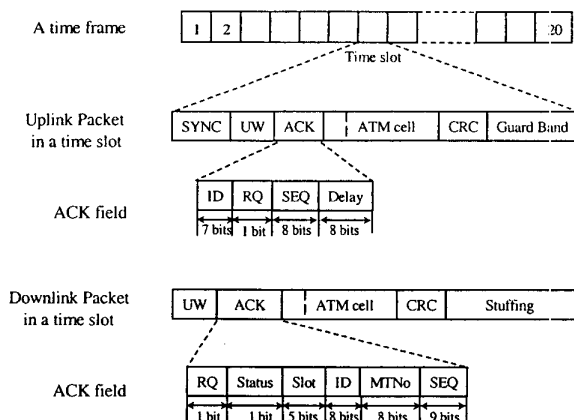 A time frame
1 2 20
Time slot
Uplink Packet
in a time slot
SYNC UW ACK ATM cell CRC Guard Band
ACK field
ID RQ SEQ Delay
7 bits 1 bit 8 bits 8 bits
Downlink Packet
in a time slot
UW ACK ATM cell CRC Stuffing
ACK field
RQ Status Slot ID MTNo SEQ
1 bit 1 bit 5 bits 8 bits 8 bits 9 bits